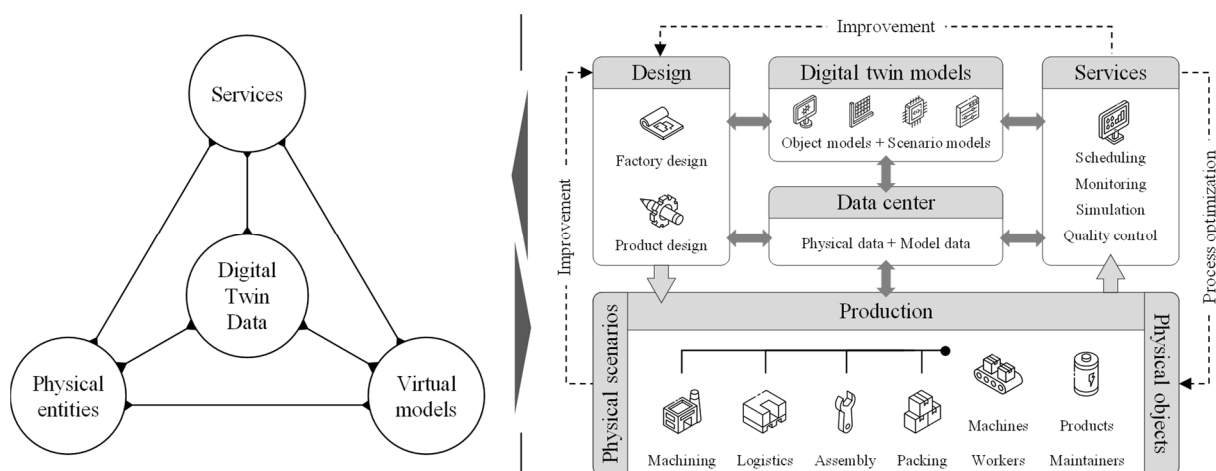 Services
Digital
Twin
Data
Physical
entities
Virtual
models
Improvement
Design
Factory design
Product design
Digital twin models
Object models + Scenario models
Data center
Physical data + Model data
Services
Scheduling
Monitoring
Simulation
Quality control
Improvement
Process optimization
Physical scenarios
Production
Machining
Logistics
Assembly
Packing
Machines
Workers
Products
Maintainers
Physical objects